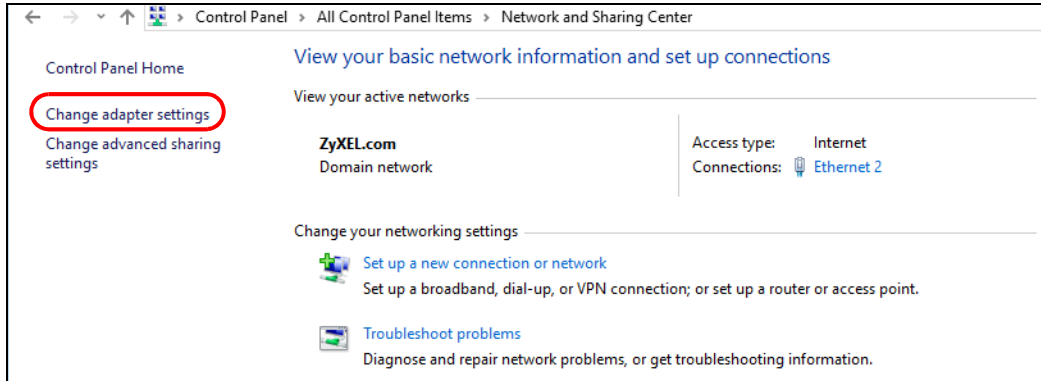 Control Panel > All Control Panel Items > Network and Sharing Center
Control Panel Home
Change adapter settings
Change advanced sharing
settings
View your basic network information and set up connections
View your active networks
ZyXEL.com
Domain network
Access type: Internet
Connections: Ethernet 2
Change your networking settings
Set up a new connection or network
Set up a broadband, dial-up, or VPN connection; or set up a router or access point.
Troubleshoot problems
Diagnose and repair network problems, or get troubleshooting information.